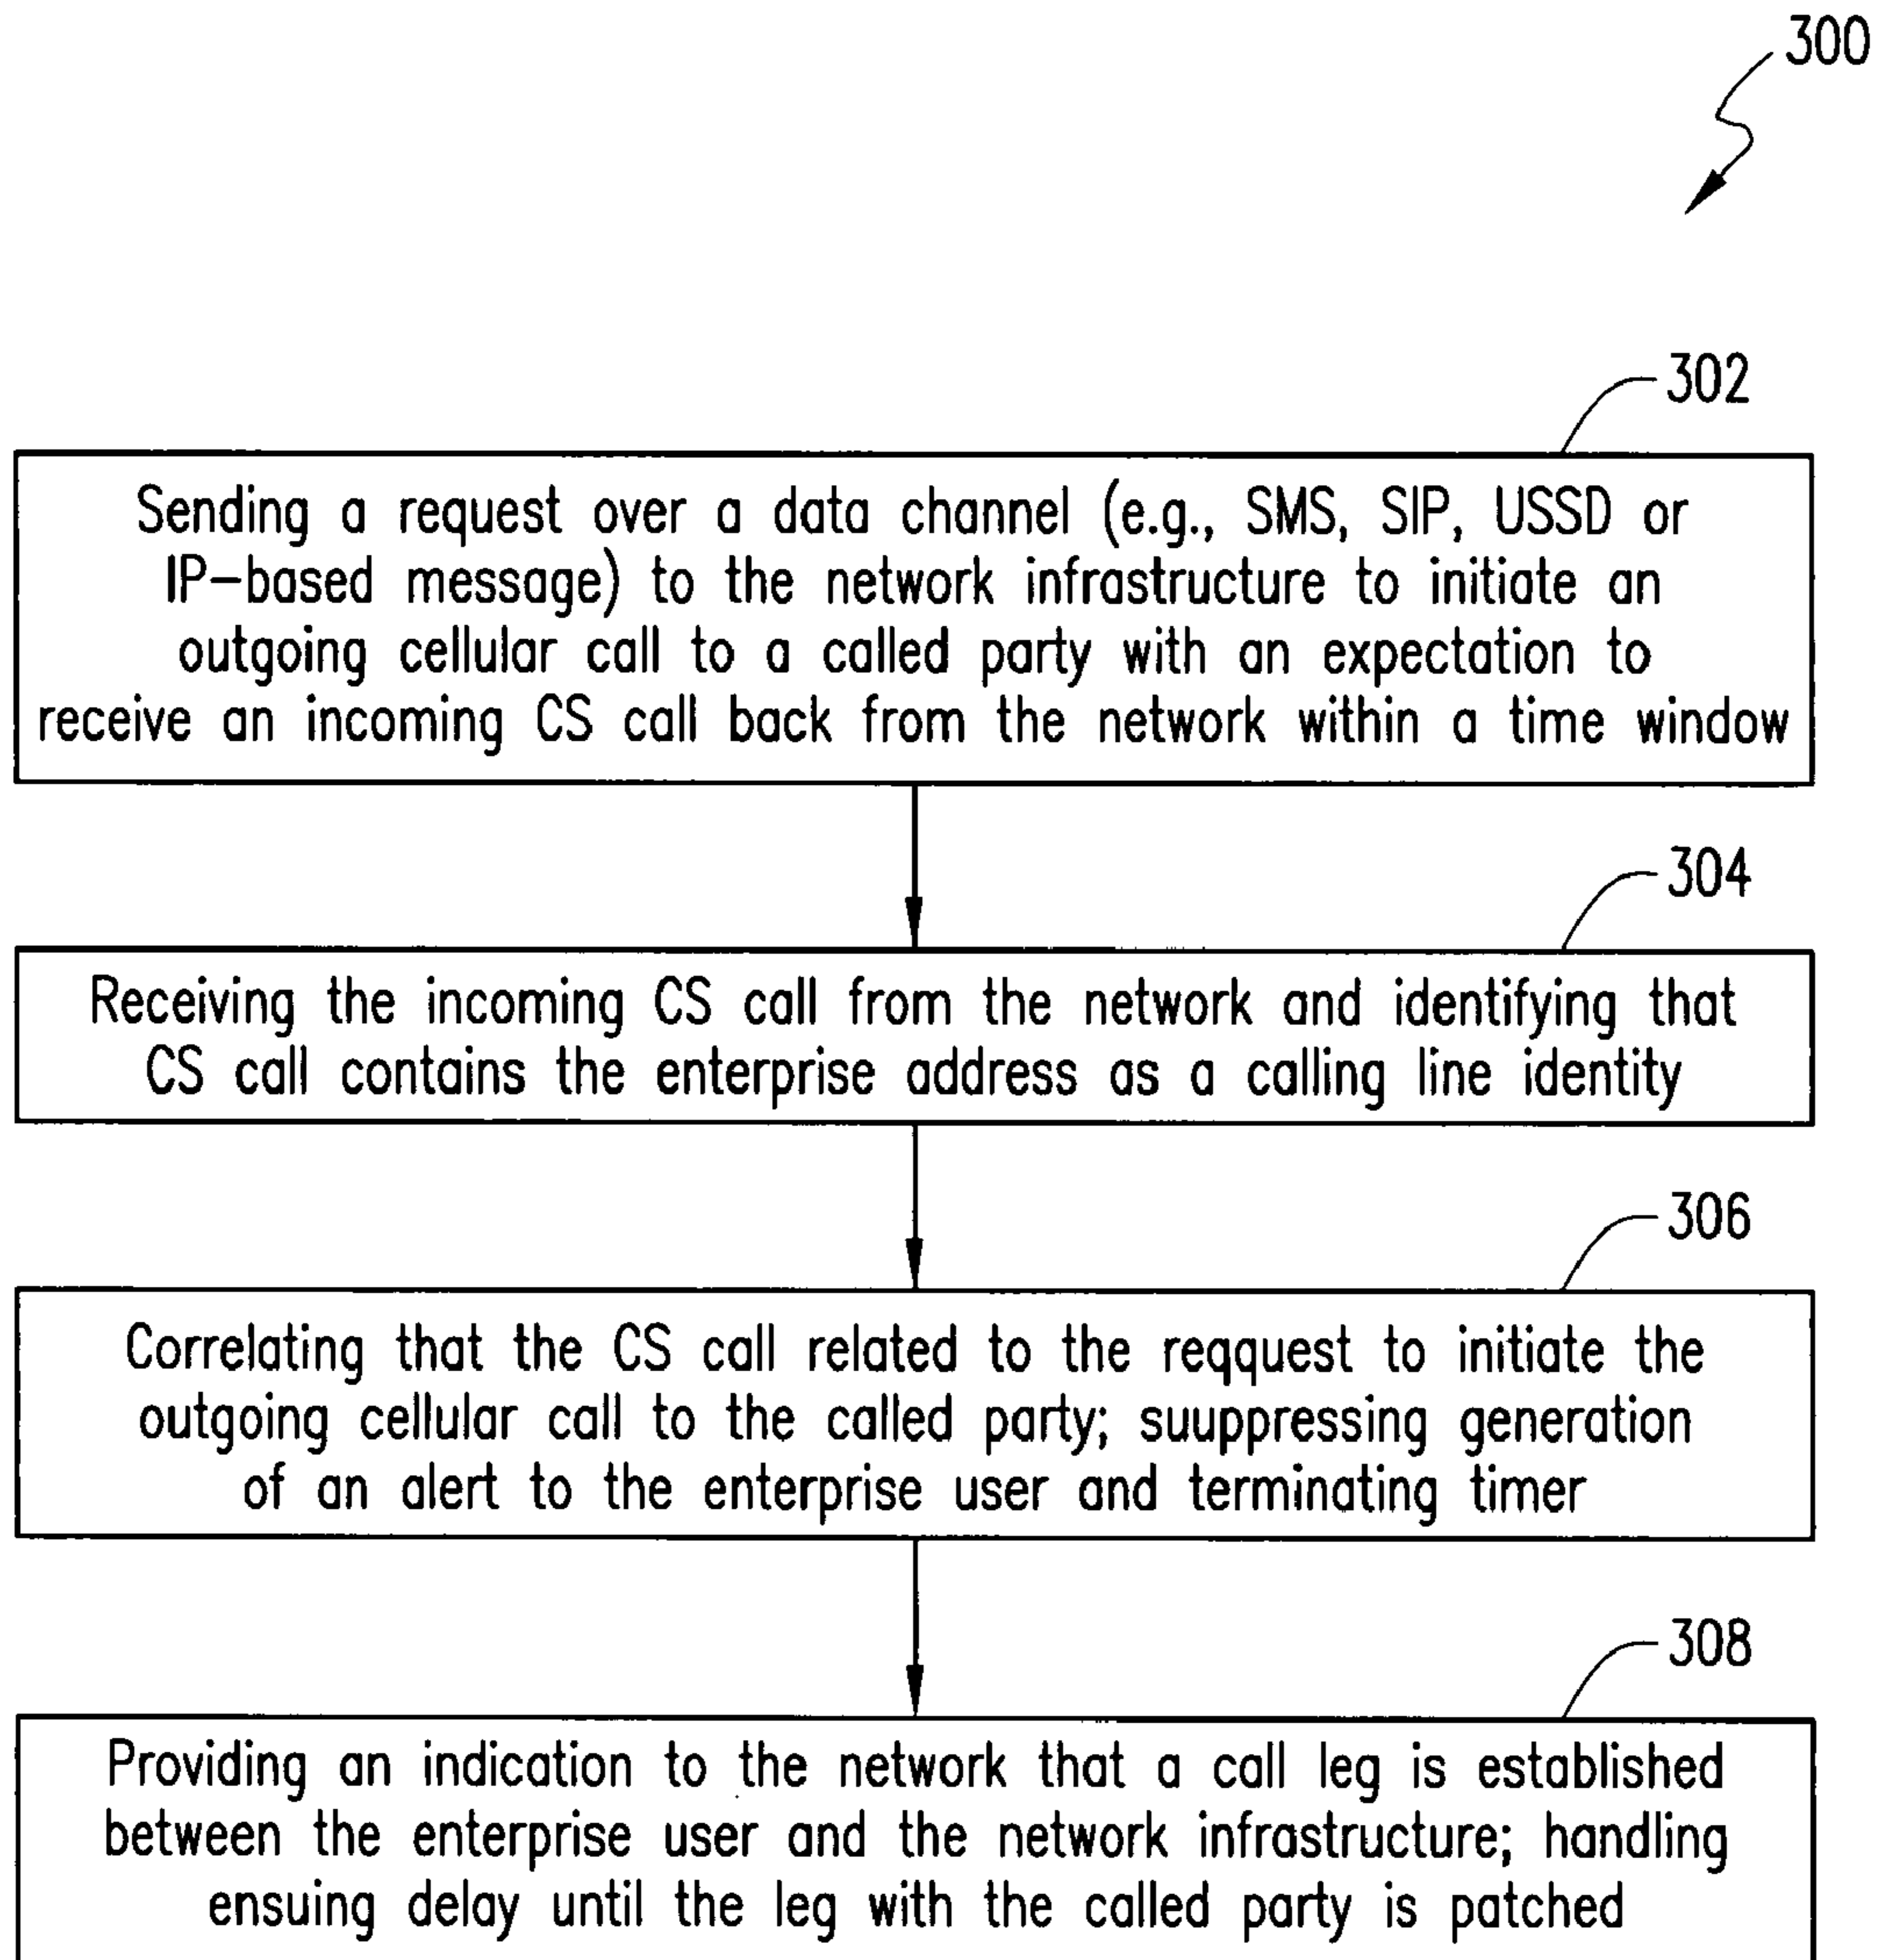 300
302
Sending a request over a data channel (e.g., SMS, SIP, USSD or
IP-based message) to the network infrastructure to initiate an
outgoing cellular call to a called party with an expectation to
receive an incoming CS call back from the network within a time window
304
Receiving the incoming CS call from the network and identifying that
CS call contains the enterprise address as a calling line identity
306
Correlating that the CS call related to the reqquest to initiate the
outgoing cellular call to the called party; suuppressing generation
of an alert to the enterprise user and terminating timer
308
Providing an indication to the network that a call leg is established
between the enterprise user and the network infrastructure; handling
ensuing delay until the leg with the called party is patched